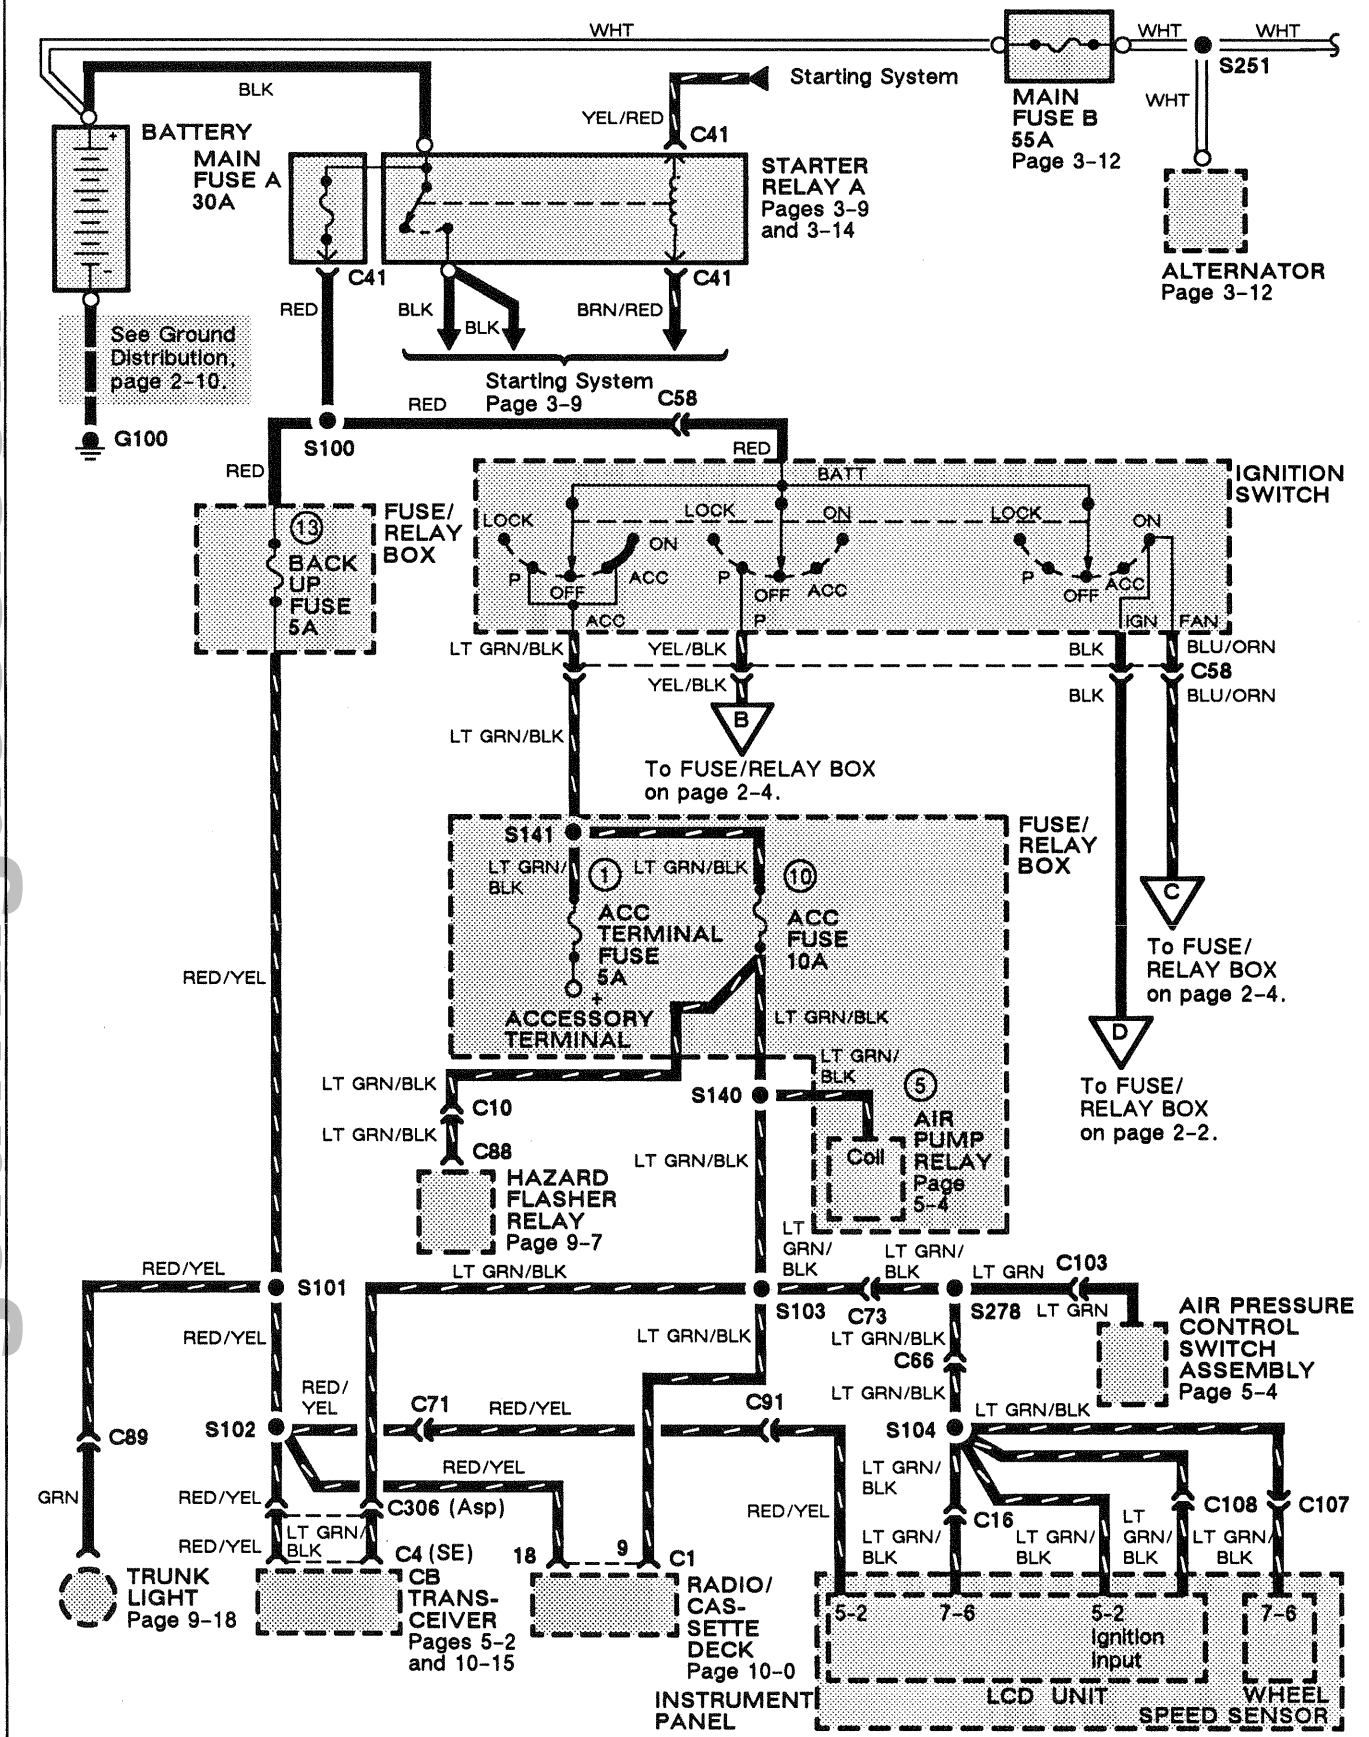 WHT
WHT
WHT
S251
BLK
Starting System
WHT
MAIN
FUSE B
55A
Page 3-12
YEL/RED
C41
BATTERY
+
-
MAIN
FUSE A
30A
STARTER
RELAY A
Pages 3-9
and 3-14
ALTERNATOR
Page 3-12
C41
C41
RED
BLK
BLK
BRN/RED
See Ground
Distribution,
page 2-10.
Starting System
Page 3-9
G100
RED
C58
S100
RED
RED
BATT
IGNITION
SWITCH
FUSE/
RELAY
BOX
13
BACK
UP
FUSE
5A
LOCK
LOCK
ON
LOCK
ON
ON
P
OFF
ACC
P
OFF
ACC
P
OFF
ACC
ACC
P
IGN
FAN
LT GRN/BLK
YEL/BLK
BLK
BLU/ORN
C58
YEL/BLK
BLK
BLU/ORN
B
LT GRN/BLK
To FUSE/RELAY BOX
on page 2-4.
S141
FUSE/
RELAY
BOX
LT GRN/
BLK
1
LT GRN/BLK
10
ACC
TERMINAL
FUSE
5A
ACC
FUSE
10A
+
ACCESSORY
TERMINAL
C
To FUSE/
RELAY BOX
on page 2-4.
RED/YEL
LT GRN/BLK
D
To FUSE/
RELAY BOX
on page 2-2.
LT GRN/
BLK
LT GRN/BLK
C10
S140
5
AIR
PUMP
RELAY
Page
5-4
Coil
LT GRN/BLK
C88
LT GRN/BLK
HAZARD
FLASHER
RELAY
Page 9-7
LT
GRN/
BLK
LT GRN/
BLK
RED/YEL
S101
LT GRN/BLK
S103
C73
S278
LT GRN
C103
LT GRN
AIR PRESSURE
CONTROL
SWITCH
ASSEMBLY
Page 5-4
RED/YEL
LT GRN/BLK
LT GRN/BLK
C66
LT GRN/BLK
C89
S102
RED/
YEL
C71
RED/YEL
C91
S104
LT GRN/BLK
GRN
RED/YEL
RED/YEL
C306 (Asp)
LT GRN/
BLK
RED/YEL
C16
C108
C107
RED/YEL
LT GRN/
BLK
C4 (SE)
18
9
C1
LT GRN/
BLK
LT GRN/
BLK
LT
GRN/
BLK
LT GRN/
BLK
TRUNK
LIGHT
Page 9-18
CB
TRANS-
CEIVER
Pages 5-2
and 10-15
RADIO/
CAS-
SETTE
DECK
Page 10-0
5-2
7-6
5-2
Ignition
Input
7-6
LCD UNIT
WHEEL
SPEED SENSOR
INSTRUMENT
PANEL